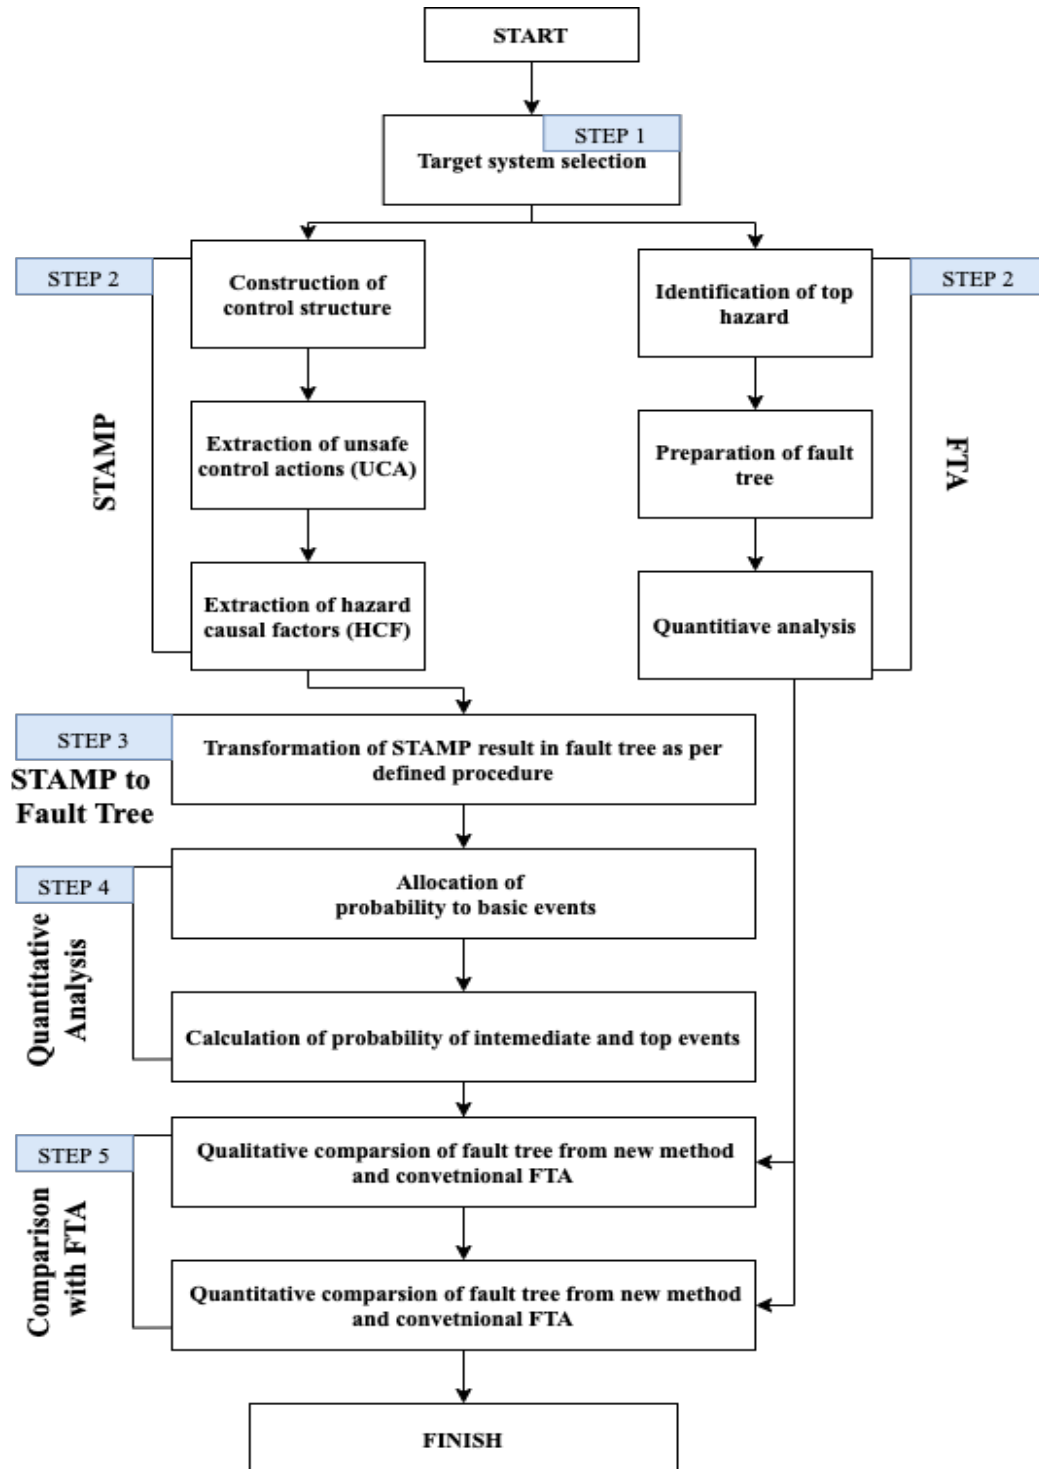 START
STEP 1
Target system selection
STEP 2
Construction of
control structure
Identification of top
hazard
STEP 2
STAMP
Extraction of unsafe
control actions (UCA)
Preparation of fault
tree
FTA
Extraction of hazard
causal factors (HCF)
Quantitiave analysis
STEP 3
STAMP to
Fault Tree
Transformation of STAMP result in fault tree as per
defined procedure
STEP 4
Quantitative
Analysis
Allocation of
probability to basic events
Calculation of probability of intemediate and top events
STEP 5
Comparison
with FTA
Qualitative comparsion of fault tree from new method
and convetnional FTA
Quantitative comparsion of fault tree from new method
and convetnional FTA
FINISH